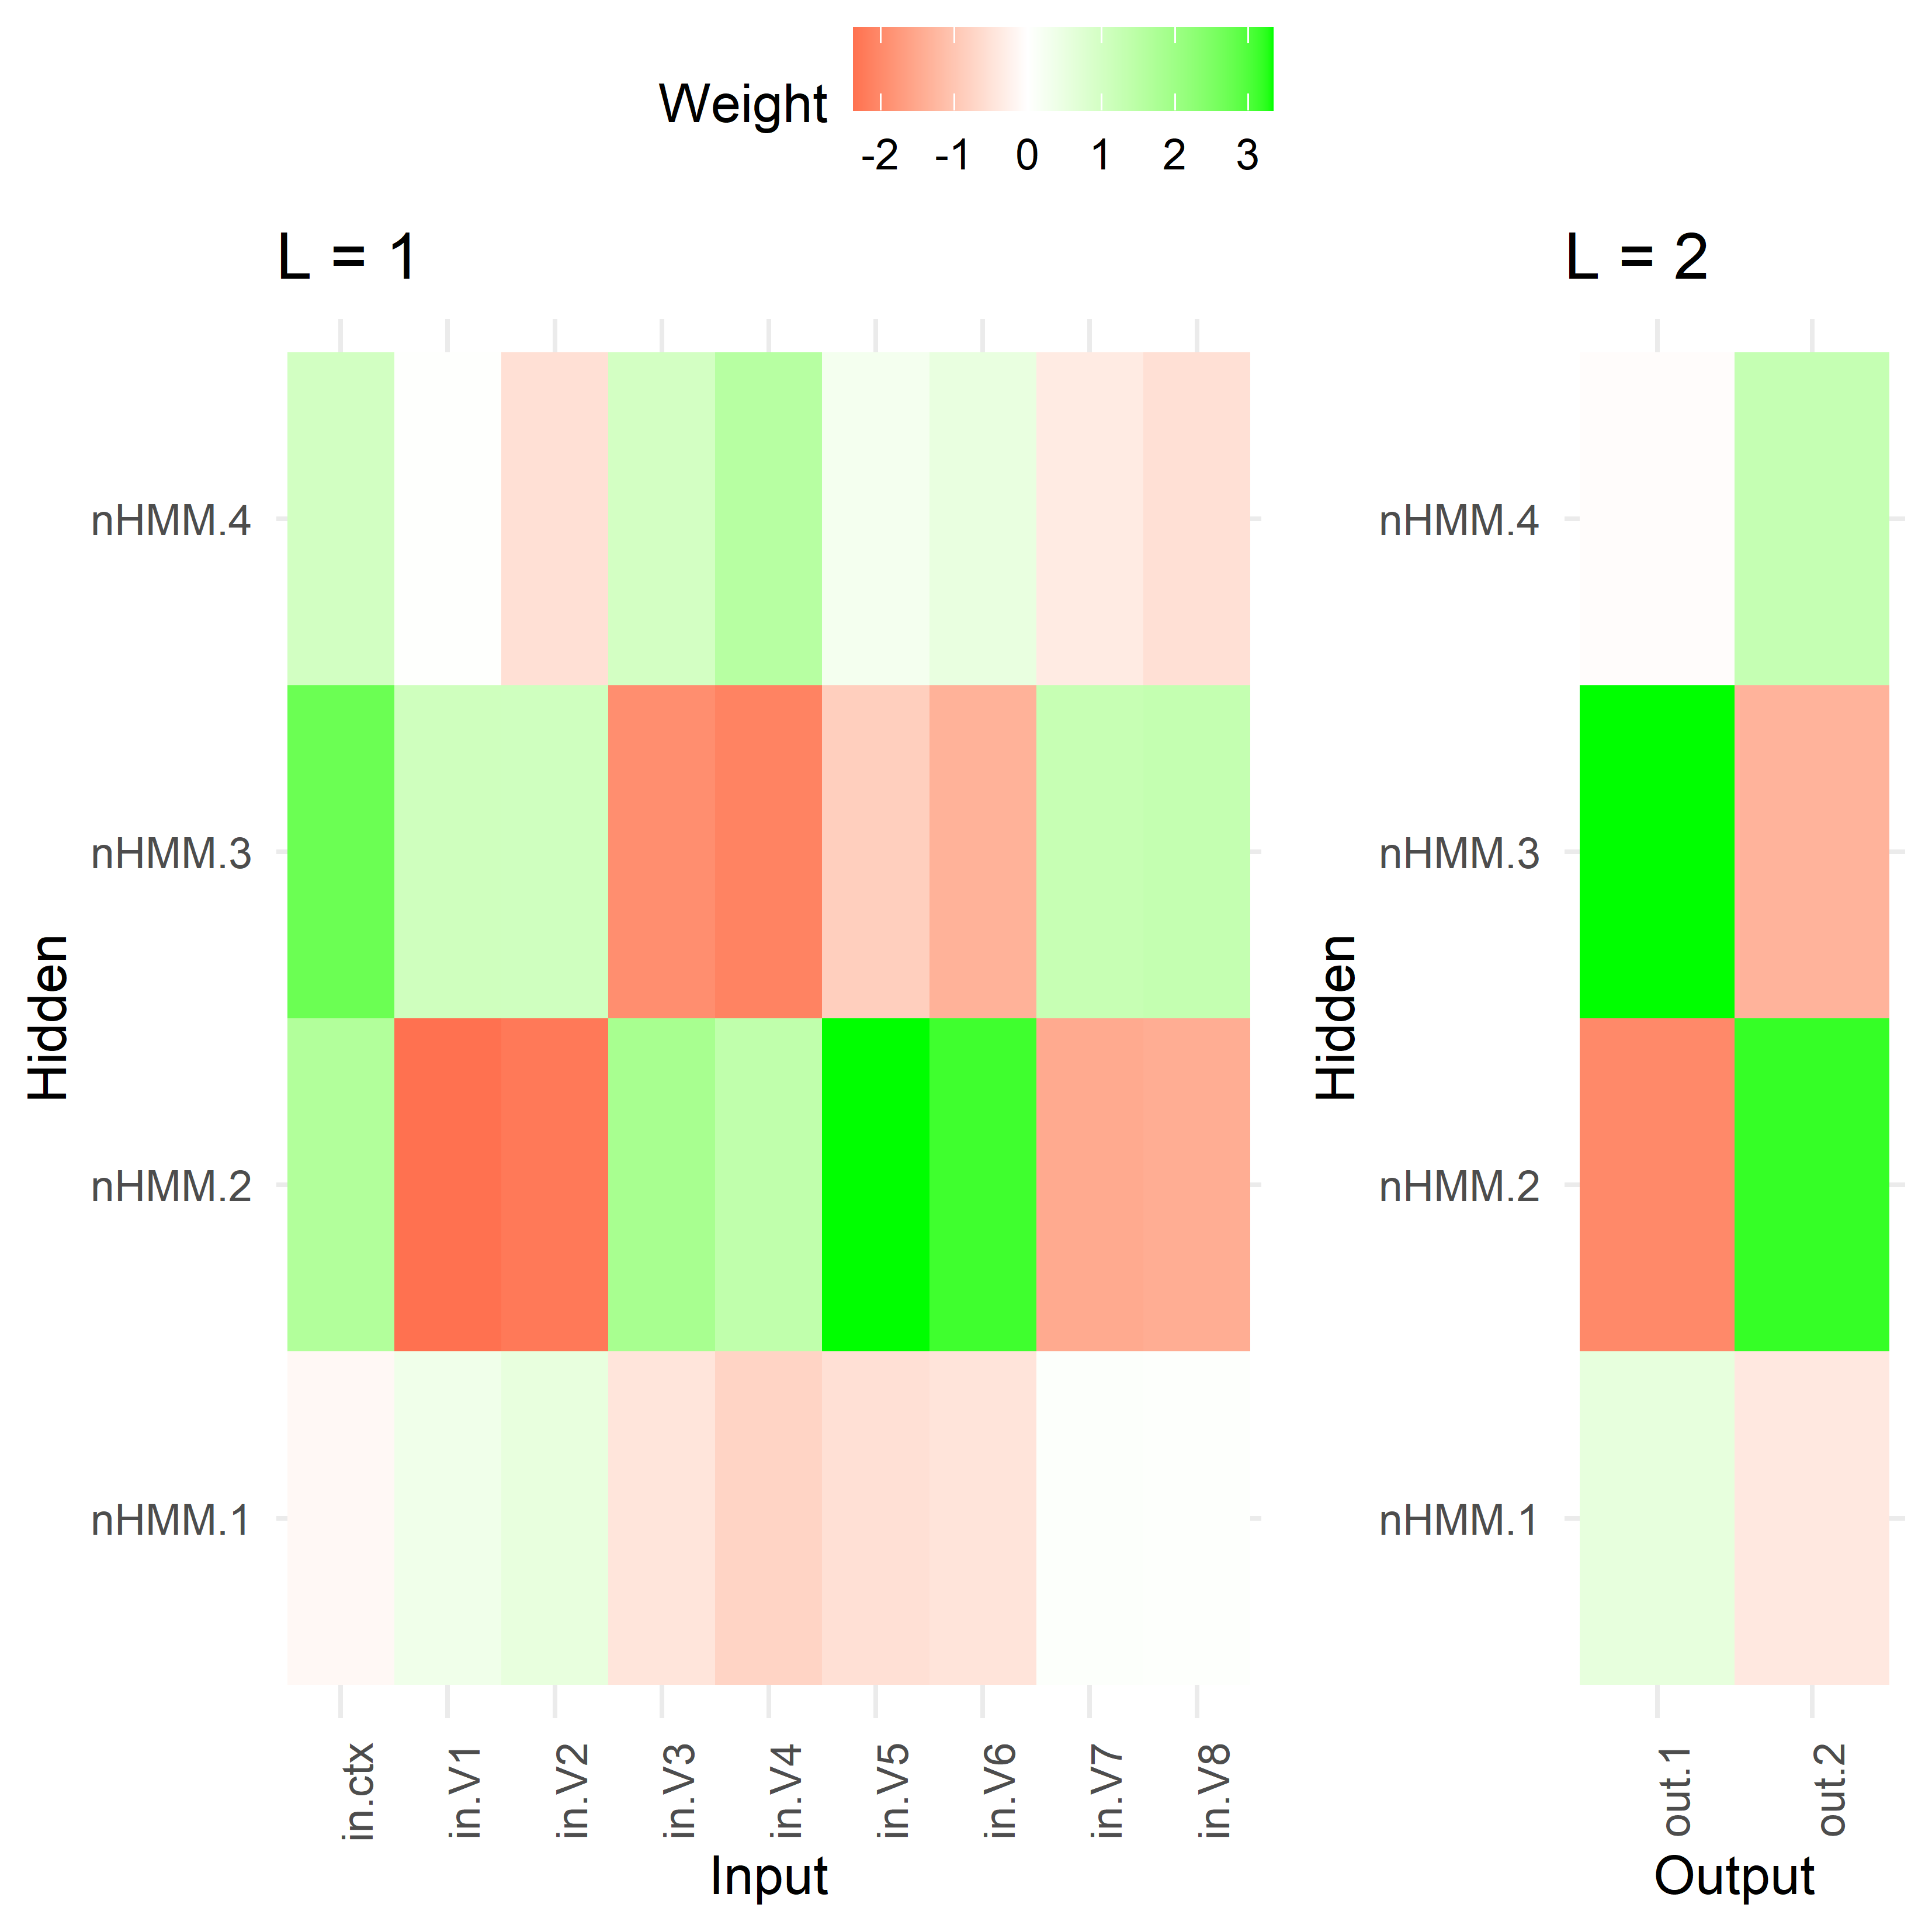 Weight
-2 -1 0 1 2 3
L = 1
L = 2
Hidden
nHMM.4
nHMM.3
nHMM.2
nHMM.1
in.ctx in.V1 in.V2 in.V3 in.V4 in.V5 in.V6 in.V7 in.V8
Input
Hidden
nHMM.4
nHMM.3
nHMM.2
nHMM.1
out.1 out.2
Output